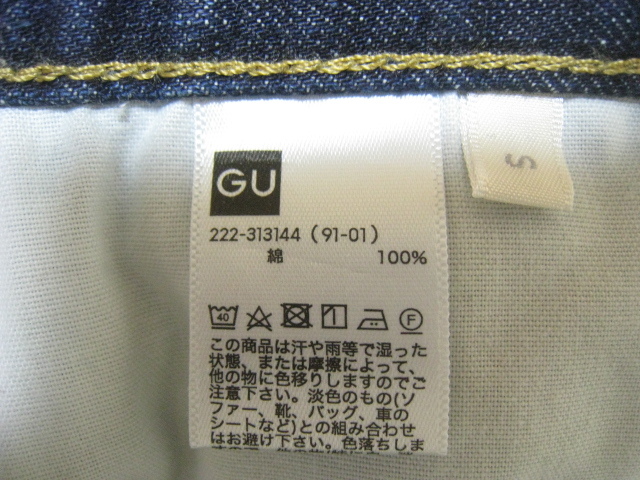 GU
S
222-313144 (91-01)
綿 100%
40 1 F
この商品は汗や雨等で湿った
状態、または摩擦によって、
他の物に色移りしますのでご
注意下さい。淡色のもの(ソ
ファー、靴、バッグ、車の
シートなど)との組み合わせ
はお避け下さい。色落ちしま